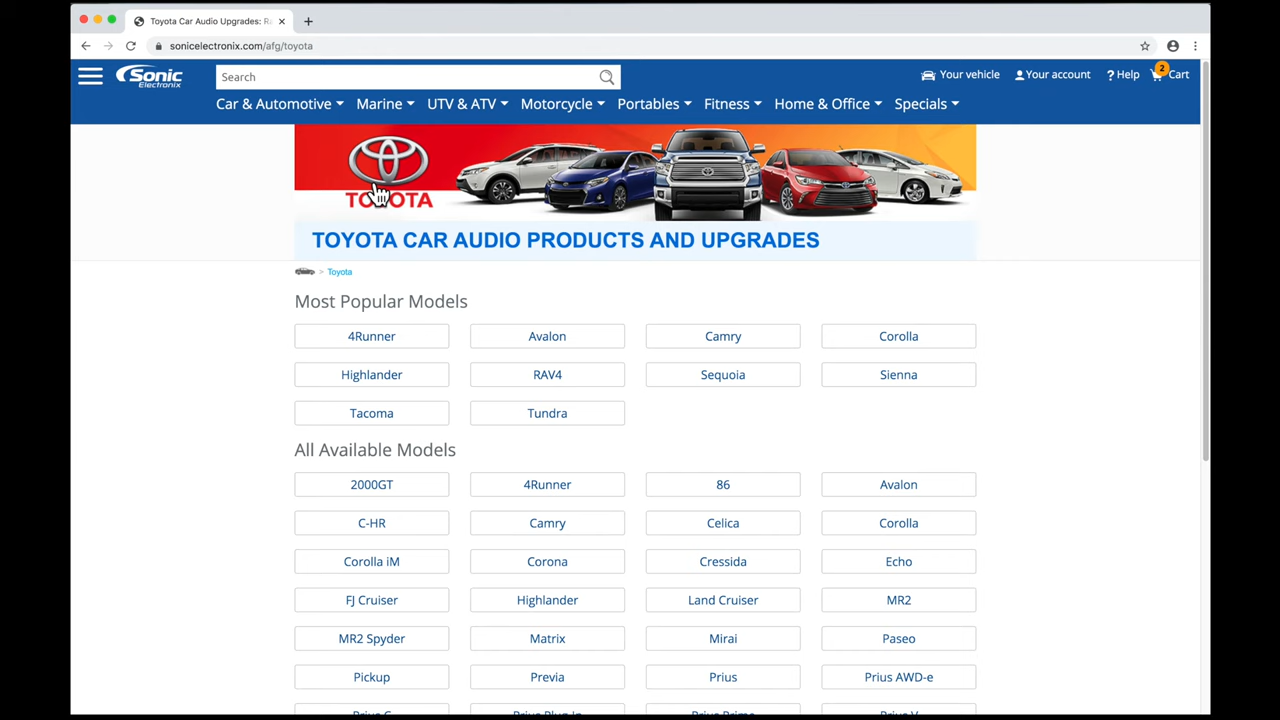 Toyota Car Audio Upgrades: Ra
sonicelectronix.com/afg/toyota
Sonic Electronix
Search
Your vehicle
Your account
? Help
2
Cart
Car & Automotive
Marine
UTV & ATV
Motorcycle
Portables
Fitness
Home & Office
Specials
TOYOTA
TOYOTA CAR AUDIO PRODUCTS AND UPGRADES
> Toyota
Most Popular Models
4Runner
Avalon
Camry
Corolla
Highlander
RAV4
Sequoia
Sienna
Tacoma
Tundra
All Available Models
2000GT
4Runner
86
Avalon
C-HR
Camry
Celica
Corolla
Corolla iM
Corona
Cressida
Echo
FJ Cruiser
Highlander
Land Cruiser
MR2
MR2 Spyder
Matrix
Mirai
Paseo
Pickup
Previa
Prius
Prius AWD-e